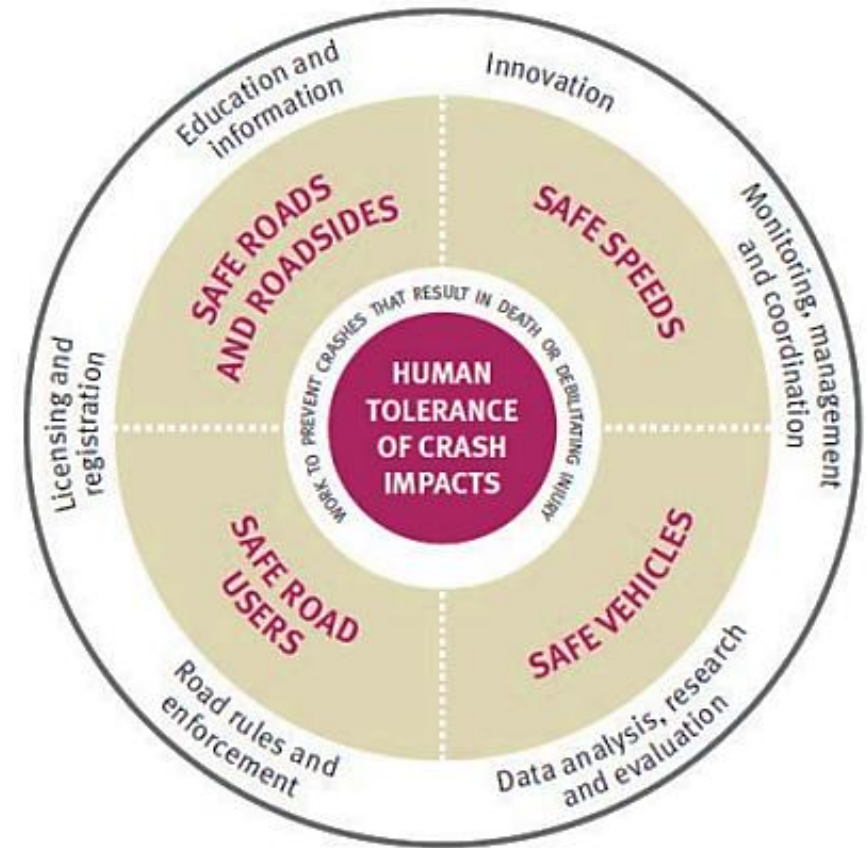 Education and
information
Innovation
Monitoring, management
and coordination
Data analysis, research
and evaluation
Road rules and
enforcement
Licensing and
registration
SAFE ROADS
AND ROADSIDES
SAFE SPEEDS
SAFE VEHICLES
SAFE ROAD
USERS
WORK TO PREVENT CRASHES THAT RESULT IN DEATH OR DEBILITATING INJURY
HUMAN
TOLERANCE
OF CRASH
IMPACTS